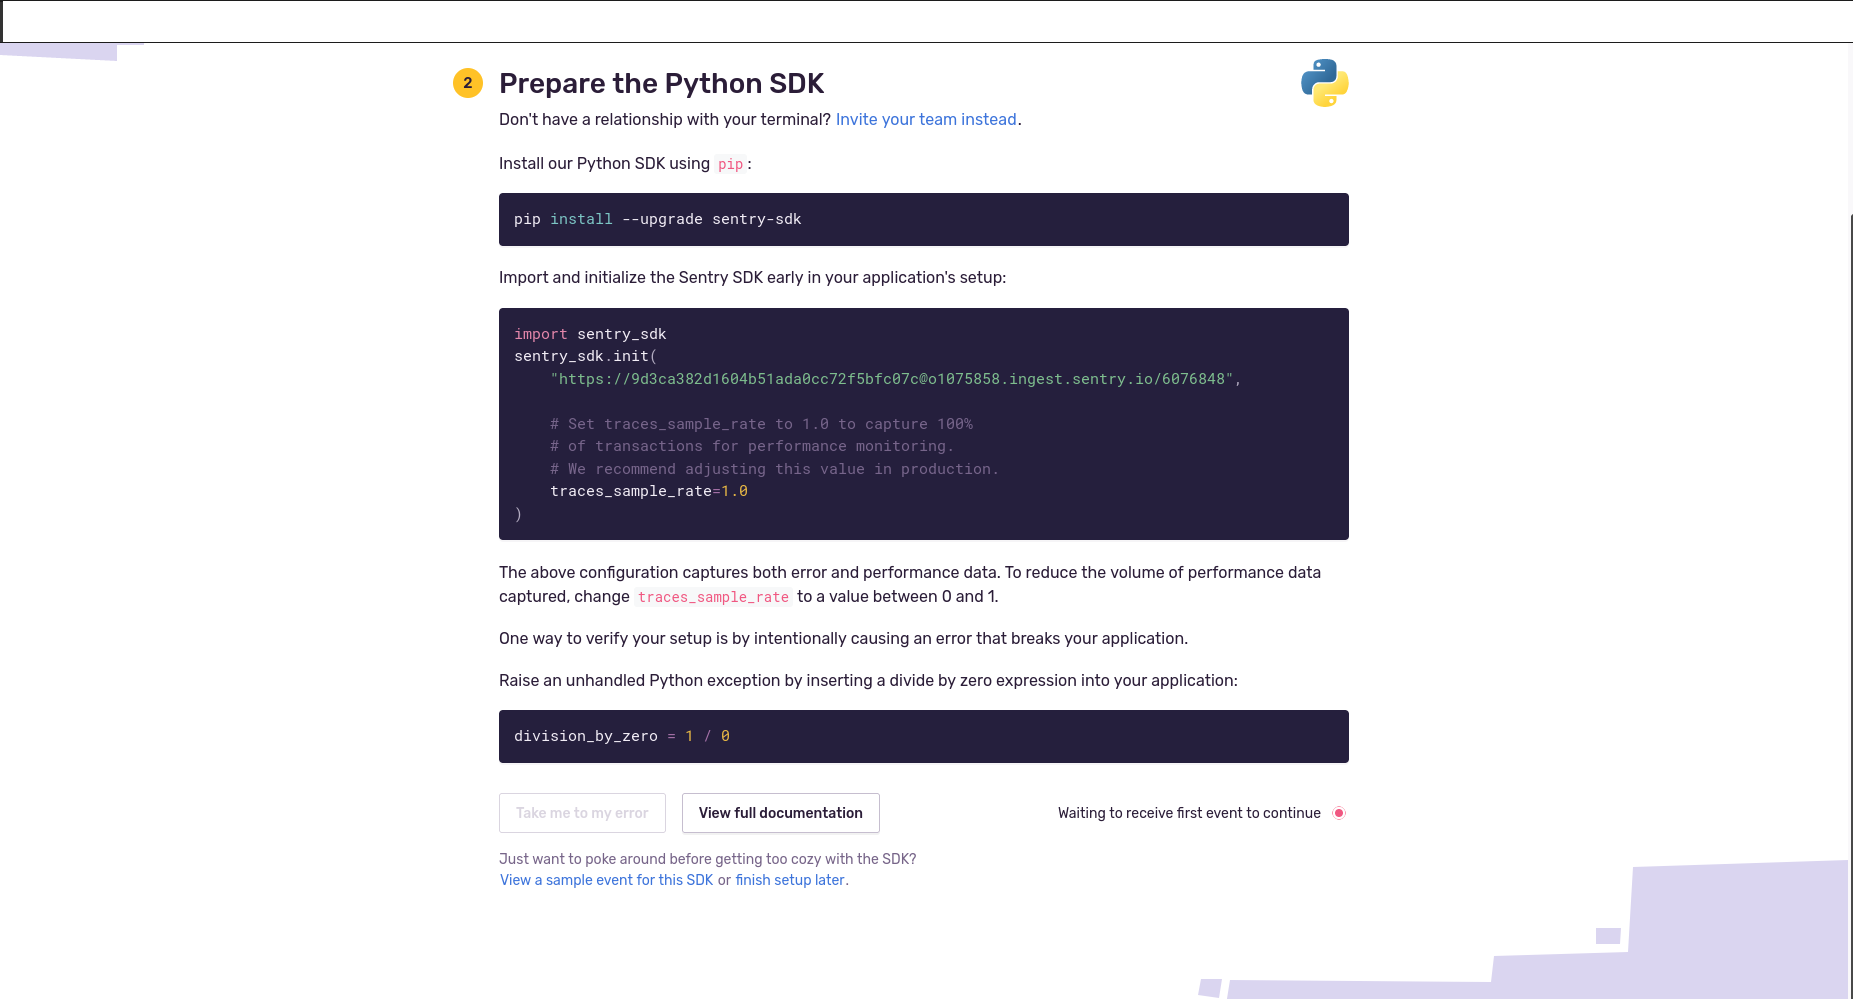 2
Prepare the Python SDK
Don't have a relationship with your terminal? Invite your team instead.
Install our Python SDK using pip:
pip install --upgrade sentry-sdk
Import and initialize the Sentry SDK early in your application's setup:
import sentry_sdk
sentry_sdk.init(
    "https://9d3ca382d1604b51ada0cc72f5bfc07c@o1075858.ingest.sentry.io/6076848",
    # Set traces_sample_rate to 1.0 to capture 100%
    # of transactions for performance monitoring.
    # We recommend adjusting this value in production.
    traces_sample_rate=1.0
)
The above configuration captures both error and performance data. To reduce the volume of performance data
captured, change traces_sample_rate to a value between 0 and 1.
One way to verify your setup is by intentionally causing an error that breaks your application.
Raise an unhandled Python exception by inserting a divide by zero expression into your application:
division_by_zero = 1 / 0
Take me to my error
View full documentation
Waiting to receive first event to continue
Just want to poke around before getting too cozy with the SDK?
View a sample event for this SDK or finish setup later.